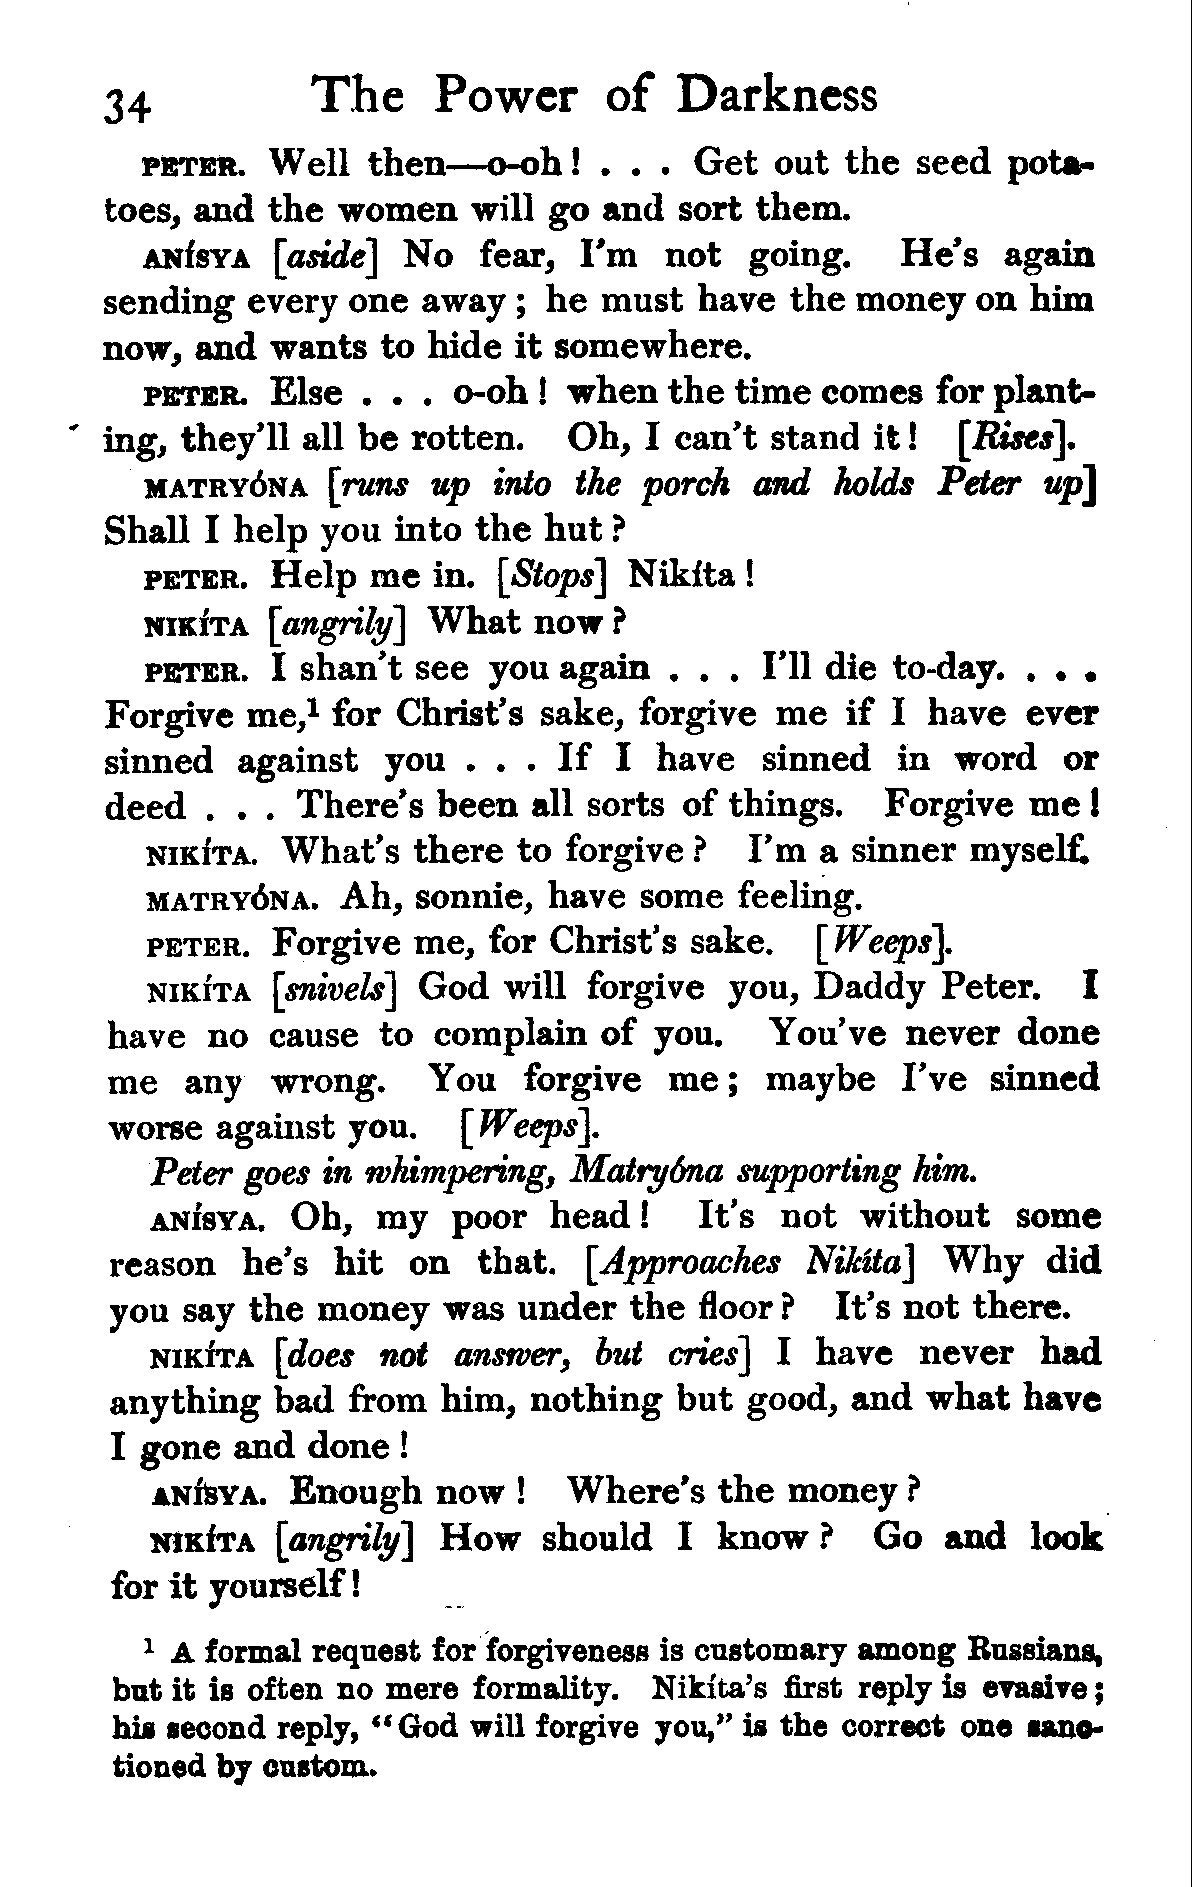 34 The Power of Darkness
PETER. Well then—o-oh! . . . Get out the seed pota-
toes, and the women will go and sort them.
ANÍSYA [aside] No fear, I'm not going. He's again
sending every one away; he must have the money on him
now, and wants to hide it somewhere.
PETER. Else . . . o-oh! when the time comes for plant-
ing, they'll all be rotten. Oh, I can't stand it! [Rises].
MATRYÓNA [runs up into the porch and holds Peter up]
Shall I help you into the hut?
PETER. Help me in. [Stops] Nikíta!
NIKÍTA [angrily] What now?
PETER. I shan't see you again . . . I'll die to-day. . . .
Forgive me,¹ for Christ's sake, forgive me if I have ever
sinned against you . . . If I have sinned in word or
deed . . . There's been all sorts of things. Forgive me!
NIKÍTA. What's there to forgive? I'm a sinner myself.
MATRYÓNA. Ah, sonnie, have some feeling.
PETER. Forgive me, for Christ's sake. [Weeps].
NIKÍTA [snivels] God will forgive you, Daddy Peter. I
have no cause to complain of you. You've never done
me any wrong. You forgive me; maybe I've sinned
worse against you. [Weeps].
Peter goes in whimpering, Matryóna supporting him.
ANÍSYA. Oh, my poor head! It's not without some
reason he's hit on that. [Approaches Nikíta] Why did
you say the money was under the floor? It's not there.
NIKÍTA [does not answer, but cries] I have never had
anything bad from him, nothing but good, and what have
I gone and done!
ANÍSYA. Enough now! Where's the money?
NIKÍTA [angrily] How should I know? Go and look
for it yourself!
¹ A formal request for forgiveness is customary among Russians,
but it is often no mere formality. Nikíta's first reply is evasive;
his second reply, "God will forgive you," is the correct one sanc-
tioned by custom.